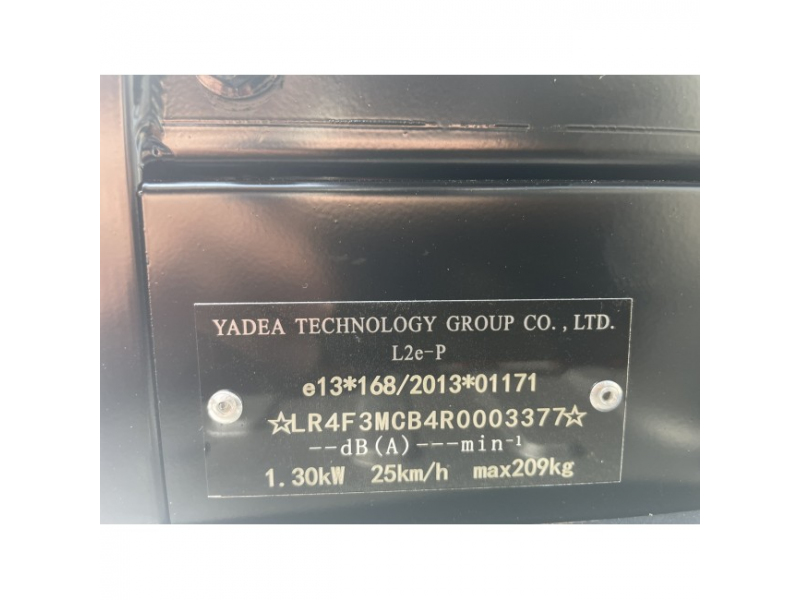 YADEA TECHNOLOGY GROUP CO., LTD.
L2e-P
e13*168/2013*01171
☆LR4F3MCB4R0003377☆
--dB(A)---min⁻¹
1.30kW 25km/h max209kg